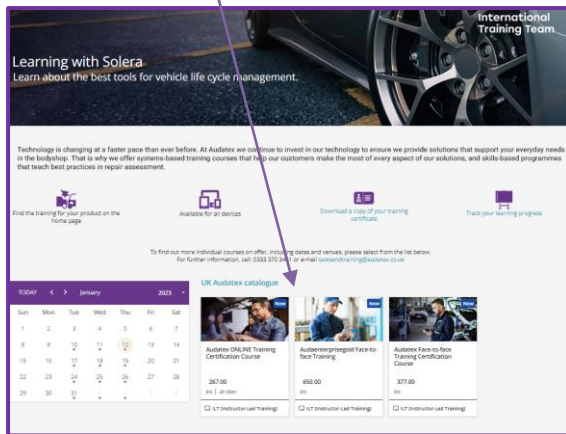 International
Training Team
Learning with Solera
Learn about the best tools for vehicle life cycle management.
Technology is changing at a faster pace than ever before. At Audatex we continue to invest in our technology to ensure we provide solutions that support your everyday needs
in the bodyshop. That is why we offer systems-based training courses that help our customers make the most of every aspect of our solutions, and skills-based programmes
that teach best practices in repair assessment.
Find the training for your product on the
home page
Available for all devices
Download a copy of your training
certificate
Track your learning progress
To find out more individual courses on offer, including dates and venues, please select from the list below.
For further information, call: 0333 370 or e-mail salesandtraining@audatex.co.uk
UK Audatex catalogue
TODAY < > January 2023
Sun Mon Tue Wed Thu Fri Sat
1 2 3 4 5 6 7
8 9 10 11 12 13 14
15 16 17 18 19 20 21
22 23 24 25 26 27 28
29 30 31
New
New
New
Audatex ONLINE Training
Certification Course
267.00
ILT (Instructor-Led Training)
Audaenterprisegold Face-to-
face Training
650.00
ILT (Instructor-Led Training)
Audatex Face-to-face
Training Certification
Course
377.00
ILT (Instructor-Led Training)